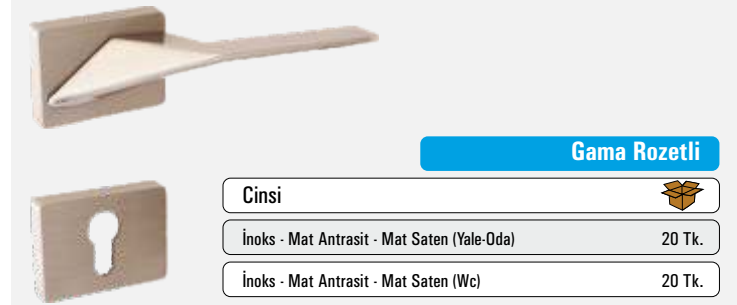 Gama Rozetli
Cinsi
İnoks - Mat Antrasit - Mat Saten (Yale-Oda) 20 Tk.
İnoks - Mat Antrasit - Mat Saten (Wc) 20 Tk.